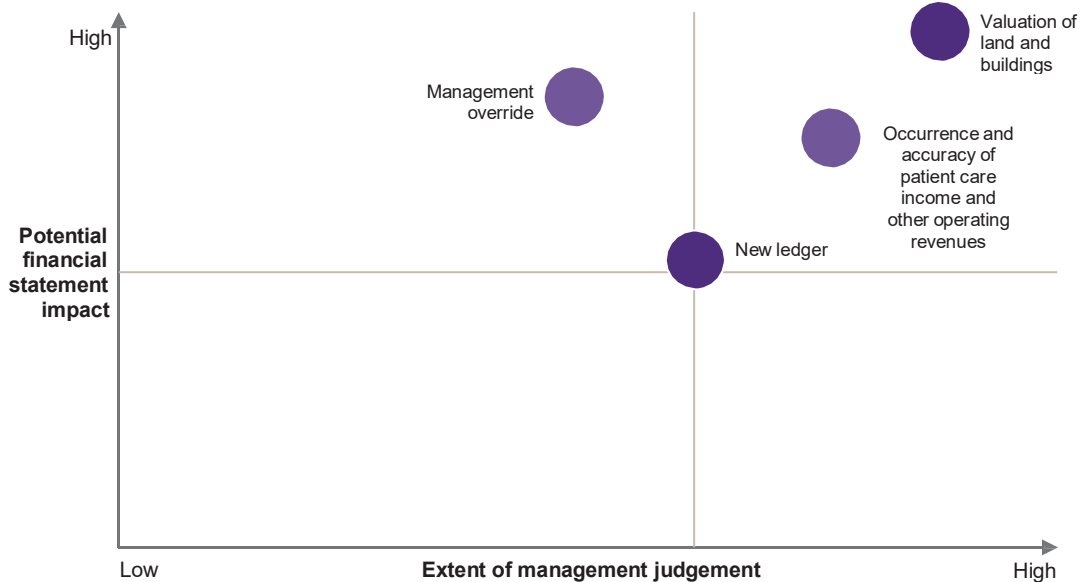 High
Valuation of
land and
buildings
Management
override
Occurrence and
accuracy of
patient care
income and
other operating
revenues
New ledger
Potential
financial
statement
impact
Low
Extent of management judgement
High